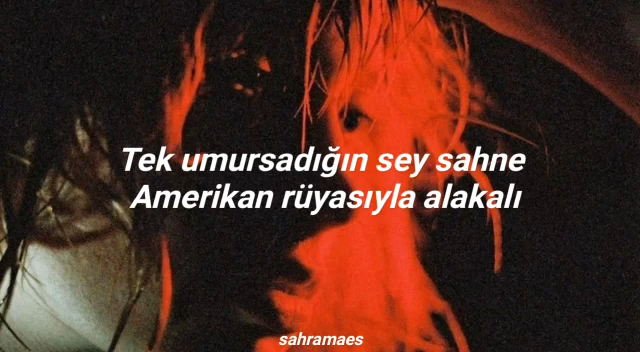 Tek umursadığın sey sahne
Amerikan rüyasıyla alakalı
sahramaes